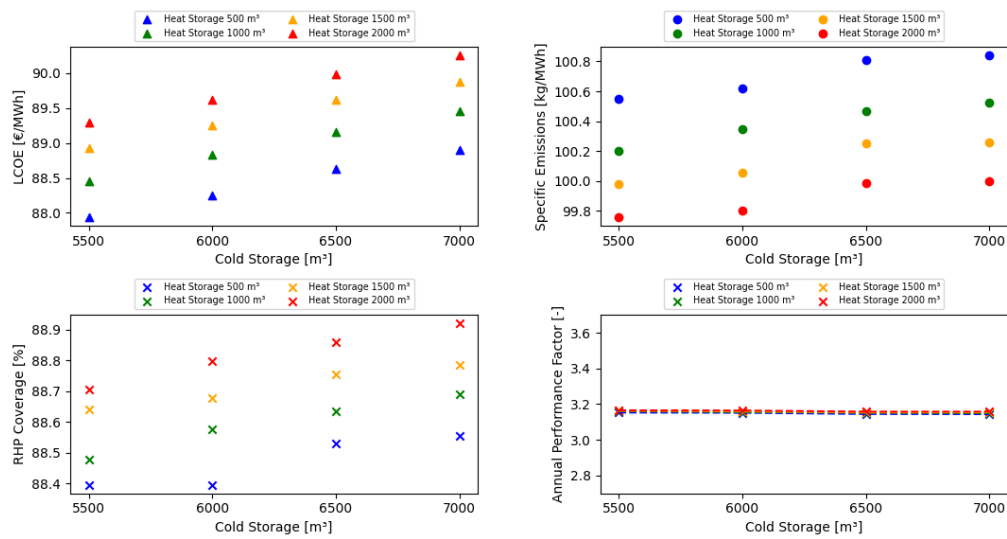 Heat Storage 500 m³ Heat Storage 1500 m³
Heat Storage 1000 m³ Heat Storage 2000 m³
LCOE [€/MWh]
90.0
89.5
89.0
88.5
88.0
5500 6000 6500 7000
Cold Storage [m³]
Heat Storage 500 m³ Heat Storage 1500 m³
Heat Storage 1000 m³ Heat Storage 2000 m³
Specific Emissions [kg/MWh]
100.8
100.6
100.4
100.2
100.0
99.8
5500 6000 6500 7000
Cold Storage [m³]
Heat Storage 500 m³ Heat Storage 1500 m³
Heat Storage 1000 m³ Heat Storage 2000 m³
RHP Coverage [%]
88.9
88.8
88.7
88.6
88.5
88.4
5500 6000 6500 7000
Cold Storage [m³]
Heat Storage 500 m³ Heat Storage 1500 m³
Heat Storage 1000 m³ Heat Storage 2000 m³
Annual Performance Factor [-]
3.6
3.4
3.2
3.0
2.8
5500 6000 6500 7000
Cold Storage [m³]